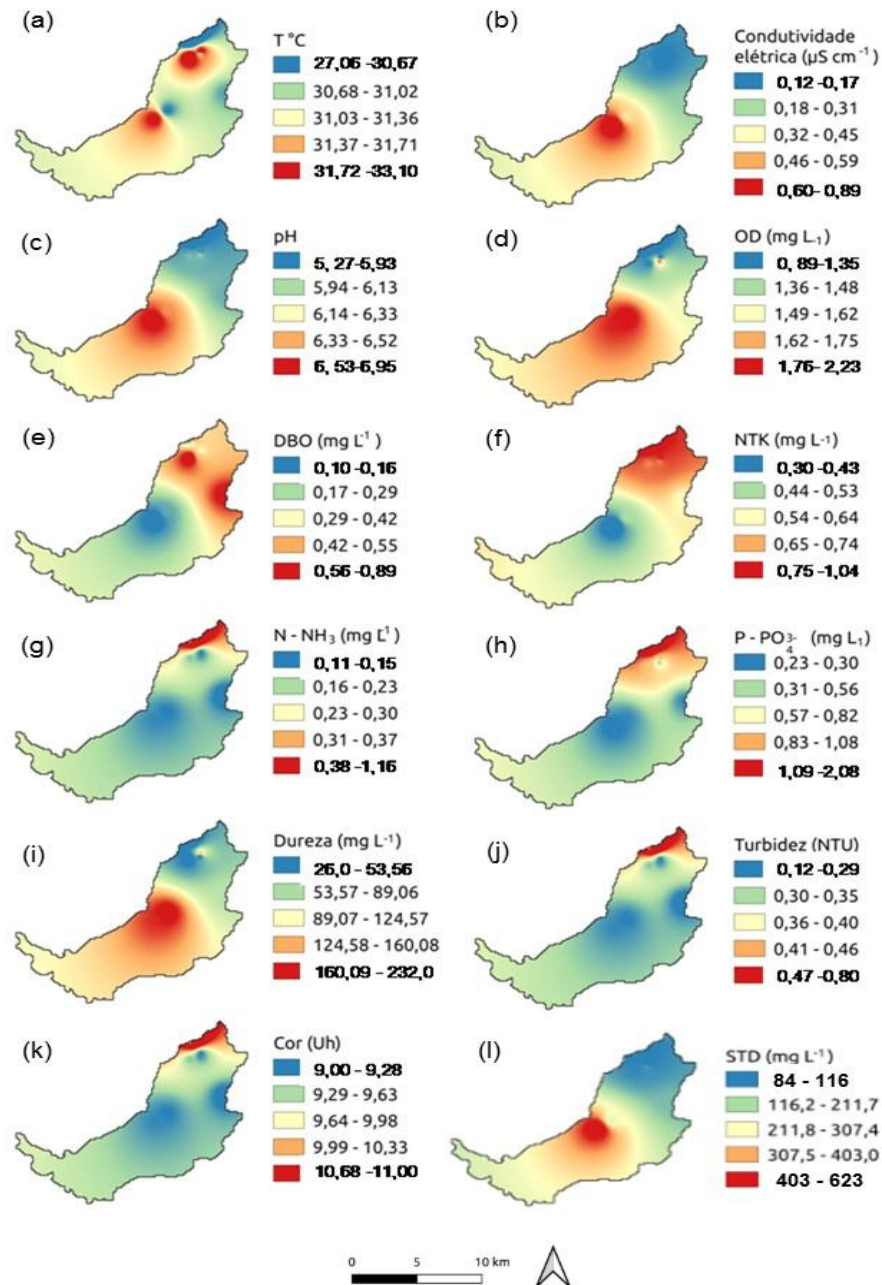 (a)
T °C
27,06 -30,67
30,68 - 31,02
31,03 - 31,36
31,37 - 31,71
31,72 -33,10
(b)
Condutividade
elétrica (µS cm⁻¹)
0,12 -0,17
0,18 - 0,31
0,32 - 0,45
0,46 - 0,59
0,60- 0,89
(c)
pH
5, 27-5,93
5,94 - 6,13
6,14 - 6,33
6,33 - 6,52
6, 53-6,95
(d)
OD (mg L-1)
0, 89-1,35
1,36 - 1,48
1,49 - 1,62
1,62 - 1,75
1,76- 2,23
(e)
DBO (mg L⁻¹)
0,10 -0,16
0,17 - 0,29
0,29 - 0,42
0,42 - 0,55
0,56 -0,89
(f)
NTK (mg L-1)
0,30 -0,43
0,44 - 0,53
0,54 - 0,64
0,65 - 0,74
0,75 -1,04
(g)
N - NH₃ (mg L⁻¹)
0,11 -0,15
0,16 - 0,23
0,23 - 0,30
0,31 - 0,37
0,38 -1,16
(h)
P - PO₄³⁻ (mg L₁)
0,23 - 0,30
0,31 - 0,56
0,57 - 0,82
0,83 - 1,08
1,09 -2,08
(i)
Dureza (mg L⁻¹)
26,0 - 53,56
53,57 - 89,06
89,07 - 124,57
124,58 - 160,08
160,09 - 232,0
(j)
Turbidez (NTU)
0,12 -0,29
0,30 - 0,35
0,36 - 0,40
0,41 - 0,46
0,47 -0,80
(k)
Cor (Uh)
9,00 - 9,28
9,29 - 9,63
9,64 - 9,98
9,99 - 10,33
10,68 -11,00
(l)
STD (mg L⁻¹)
84 - 116
116,2 - 211,7
211,8 - 307,4
307,5 - 403,0
403 - 623
0 5 10 km